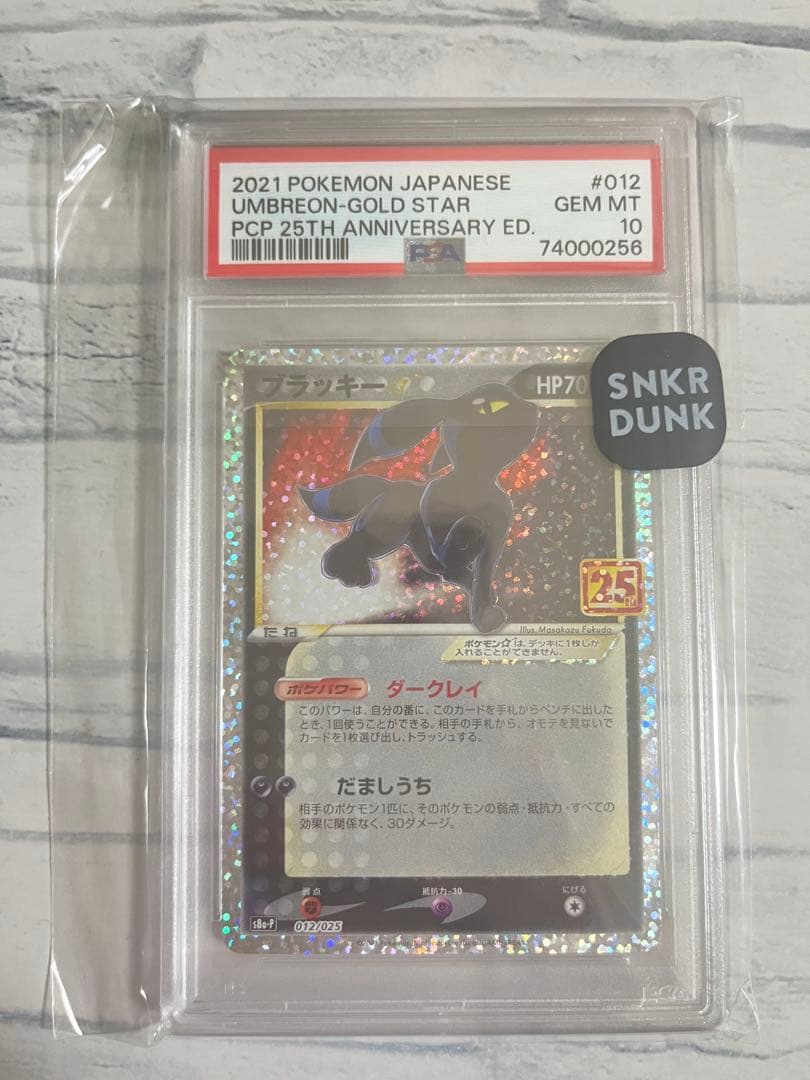 2021 POKEMON JAPANESE #012
UMBREON-GOLD STAR GEM MT
PCP 25TH ANNIVERSARY ED. 10
PSA 74000256
SNKR
DUNK
ブラッキー HP70
25th
たね Illus. Masakazu Fukuda
ポケモン☆は、デッキに1枚しか
入れることができません。
ポケパワー ダークレイ
このパワーは、自分の番に、このカードを手札からベンチに出した
とき、1回使うことができる。相手の手札から、オモテを見ないで
カードを1枚選び出し、トラッシュする。
だましうち
相手のポケモン1匹に、そのポケモンの弱点・抵抗力・すべての
効果に関係なく、30ダメージ。
弱点 抵抗力-30 にげる
s8a-P 012/025